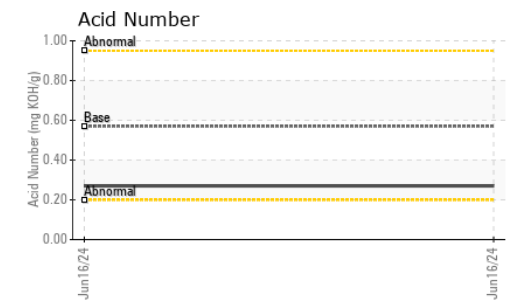 Acid Number
Acid Number (mg KOH/g)
1.00
0.80
0.60
0.40
0.20
0.00
Abnormal
Base
Abnormal
Jun16/24
Jun16/24